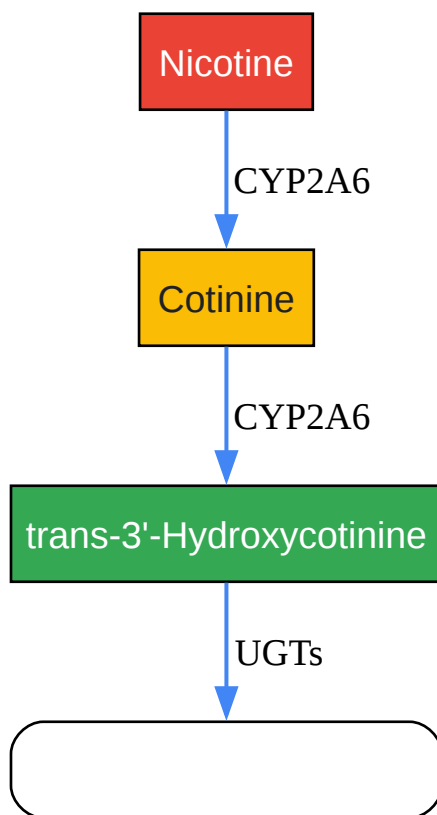 Nicotine
CYP2A6
Cotinine
CYP2A6
trans-3'-Hydroxycotinine
UGTs